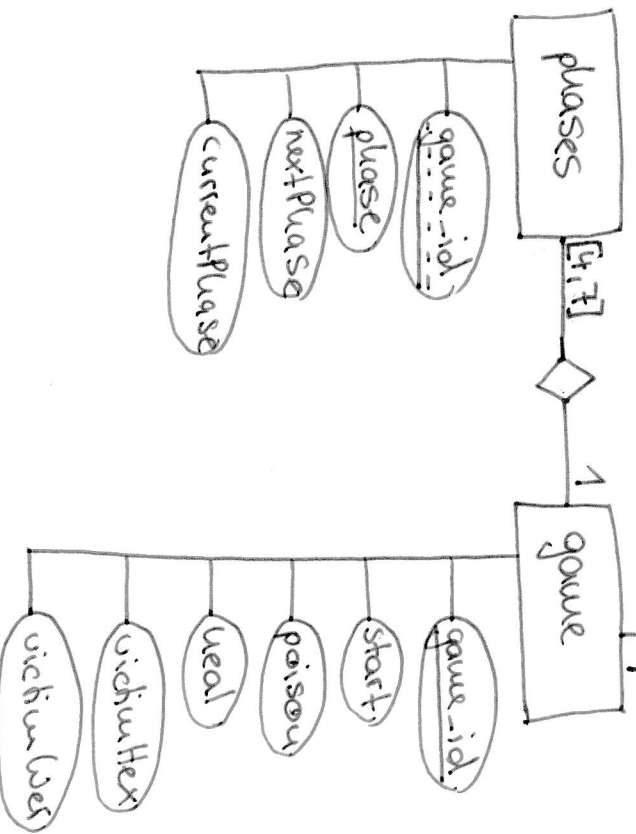 phases
game_id
phase
nextPhase
currentPhase
[4,7]
1
game
game_id
start
poison
heal
victimHex
victimWer